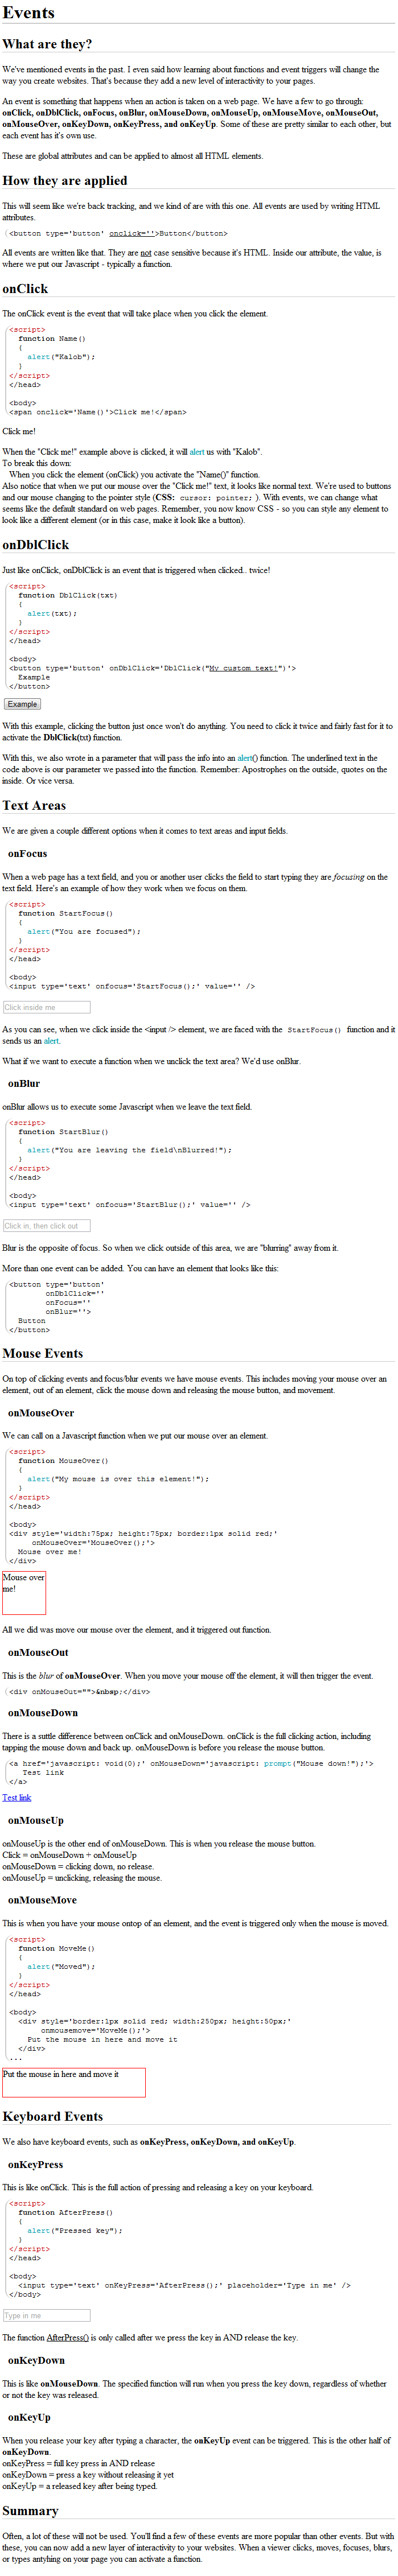 Events
What are they?
We've mentioned events in the past. I even said how learning about functions and event triggers will change the
way you create websites. That's because they add a new level of interactivity to your pages.
An event is something that happens when an action is taken on a web page. We have a few to go through:
onClick, onDblClick, onFocus, onBlur, onMouseDown, onMouseUp, onMouseMove, onMouseOut,
onMouseOver, onKeyDown, onKeyPress, and onKeyUp. Some of these are pretty similar to each other, but
each event has it's own use.
These are global attributes and can be applied to almost all HTML elements.
How they are applied
This will seem like we're back tracking, and we kind of are with this one. All events are used by writing HTML
attributes.
<button type='button' onclick=''>Button</button>
All events are written like that. They are not case sensitive because it's HTML. Inside our attribute, the value, is
where we put our Javascript - typically a function.
onClick
The onClick event is the event that will take place when you click the element.
<script>
function Name()
{
alert("Kalob");
}
</script>
</head>
<body>
<span onclick='Name()'>Click me!</span>
Click me!
When the "Click me!" example above is clicked, it will alert us with "Kalob".
To break this down:
When you click the element (onClick) you activate the "Name()" function.
Also notice that when we put our mouse over the "Click me!" text, it looks like normal text. We're used to buttons
and our mouse changing to the pointer style (CSS: cursor: pointer; ). With events, we can change what
seems like the default standard on web pages. Remember, you now know CSS - so you can style any element to
look like a different element (or in this case, make it look like a button).
onDblClick
Just like onClick, onDblClick is an event that is triggered when clicked.. twice!
<script>
function DblClick(txt)
{
alert(txt);
}
</script>
</head>
<body>
<button type='button' onDblClick='DblClick("My custom text!")'>
Example
</button>
Example
With this example, clicking the button just once won't do anything. You need to click it twice and fairly fast for it to
activate the DblClick(txt) function.
With this, we also wrote in a parameter that will pass the info into an alert() function. The underlined text in the
code above is our parameter we passed into the function. Remember: Apostrophes on the outside, quotes on the
inside. Or vice versa.
Text Areas
We are given a couple different options when it comes to text areas and input fields.
onFocus
When a web page has a text field, and you or another user clicks the field to start typing they are focusing on the
text field. Here's an example of how they work when we focus on them.
<script>
function StartFocus()
{
alert("You are focused");
}
</script>
</head>
<body>
<input type='text' onfocus='StartFocus();' value='' />
Click inside me
As you can see, when we click inside the <input /> element, we are faced with the StartFocus() function and it
sends us an alert.
What if we want to execute a function when we unclick the text area? We'd use onBlur.
onBlur
onBlur allows us to execute some Javascript when we leave the text field.
<script>
function StartBlur()
{
alert("You are leaving the field\nBlurred!");
}
</script>
</head>
<body>
<input type='text' onfocus='StartBlur();' value='' />
Click in, then click out
Blur is the opposite of focus. So when we click outside of this area, we are "blurring" away from it.
More than one event can be added. You can have an element that looks like this:
<button type='button'
onDblClick=''
onFocus=''
onBlur=''>
Button
</button>
Mouse Events
On top of clicking events and focus/blur events we have mouse events. This includes moving your mouse over an
element, out of an element, click the mouse down and releasing the mouse button, and movement.
onMouseOver
We can call on a Javascript function when we put our mouse over an element.
<script>
function MouseOver()
{
alert("My mouse is over this element!");
}
</script>
</head>
<body>
<div style='width:75px; height:75px; border:1px solid red;'
onMouseOver='MouseOver();'>
Mouse over me!
</div>
Mouse over
me!
All we did was move our mouse over the element, and it triggered out function.
onMouseOut
This is the blur of onMouseOver. When you move your mouse off the element, it will then trigger the event.
<div onMouseOut="">&nbsp;</div>
onMouseDown
There is a suttle difference between onClick and onMouseDown. onClick is the full clicking action, including
tapping the mouse down and back up. onMouseDown is before you release the mouse button.
<a href='javascript: void(0);' onMouseDown='javascript: prompt("Mouse down!");'>
Test link
</a>
Test link
onMouseUp
onMouseUp is the other end of onMouseDown. This is when you release the mouse button.
Click = onMouseDown + onMouseUp
onMouseDown = clicking down, no release.
onMouseUp = unclicking, releasing the mouse.
onMouseMove
This is when you have your mouse ontop of an element, and the event is triggered only when the mouse is moved.
<script>
function MoveMe()
{
alert("Moved");
}
</script>
</head>
<body>
<div style='border:1px solid red; width:250px; height:50px;'
onmousemove='MoveMe();'>
Put the mouse in here and move it
</div>
...
Put the mouse in here and move it
Keyboard Events
We also have keyboard events, such as onKeyPress, onKeyDown, and onKeyUp.
onKeyPress
This is like onClick. This is the full action of pressing and releasing a key on your keyboard.
<script>
function AfterPress()
{
alert("Pressed key");
}
</script>
</head>
<body>
<input type='text' onKeyPress='AfterPress();' placeholder='Type in me' />
</body>
Type in me
The function AfterPress() is only called after we press the key in AND release the key.
onKeyDown
This is like onMouseDown. The specified function will run when you press the key down, regardless of whether
or not the key was released.
onKeyUp
When you release your key after typing a character, the onKeyUp event can be triggered. This is the other half of
onKeyDown.
onKeyPress = full key press in AND release
onKeyDown = press a key without releasing it yet
onKeyUp = a released key after being typed.
Summary
Often, a lot of these will not be used. You'll find a few of these events are more popular than other events. But with
these, you can now add a new layer of interactivity to your websites. When a viewer clicks, moves, focuses, blurs,
or types antyhing on your page you can activate a function.